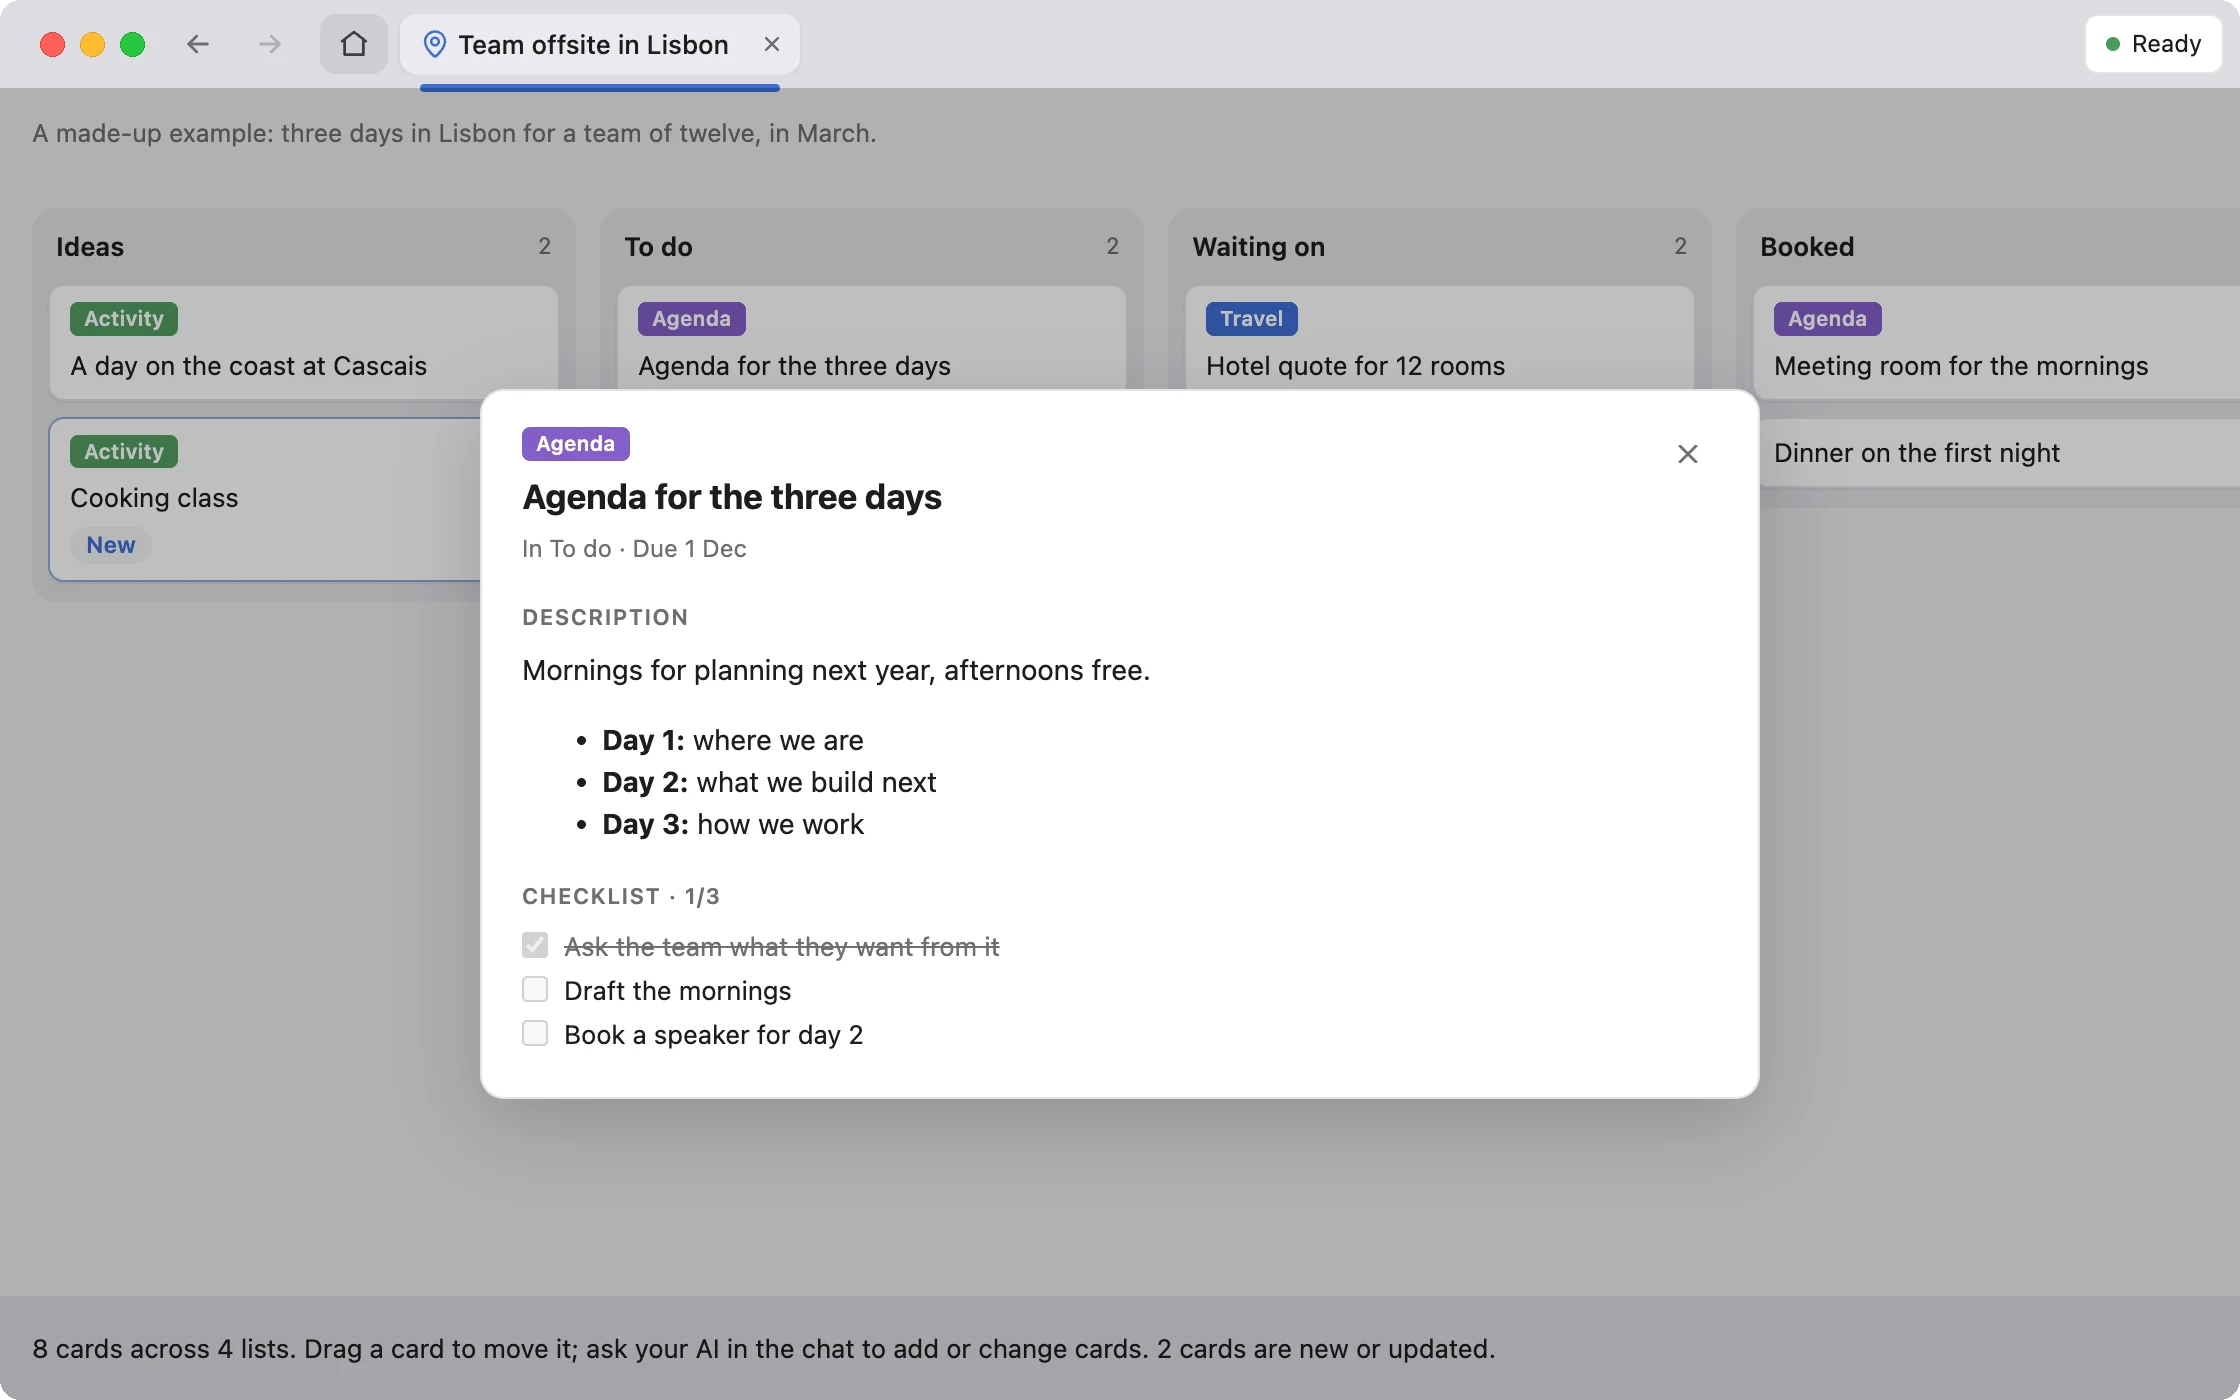 Team offsite in Lisbon
Ready
A made-up example: three days in Lisbon for a team of twelve, in March.
Ideas 2
Activity
A day on the coast at Cascais
Activity
Cooking class
New
To do 2
Agenda
Agenda for the three days
Waiting on 2
Travel
Hotel quote for 12 rooms
Booked
Agenda
Meeting room for the mornings
Dinner on the first night
Agenda
Agenda for the three days
In To do · Due 1 Dec
DESCRIPTION
Mornings for planning next year, afternoons free.
• Day 1: where we are
• Day 2: what we build next
• Day 3: how we work
CHECKLIST · 1/3
Ask the team what they want from it
Draft the mornings
Book a speaker for day 2
8 cards across 4 lists. Drag a card to move it; ask your AI in the chat to add or change cards. 2 cards are new or updated.